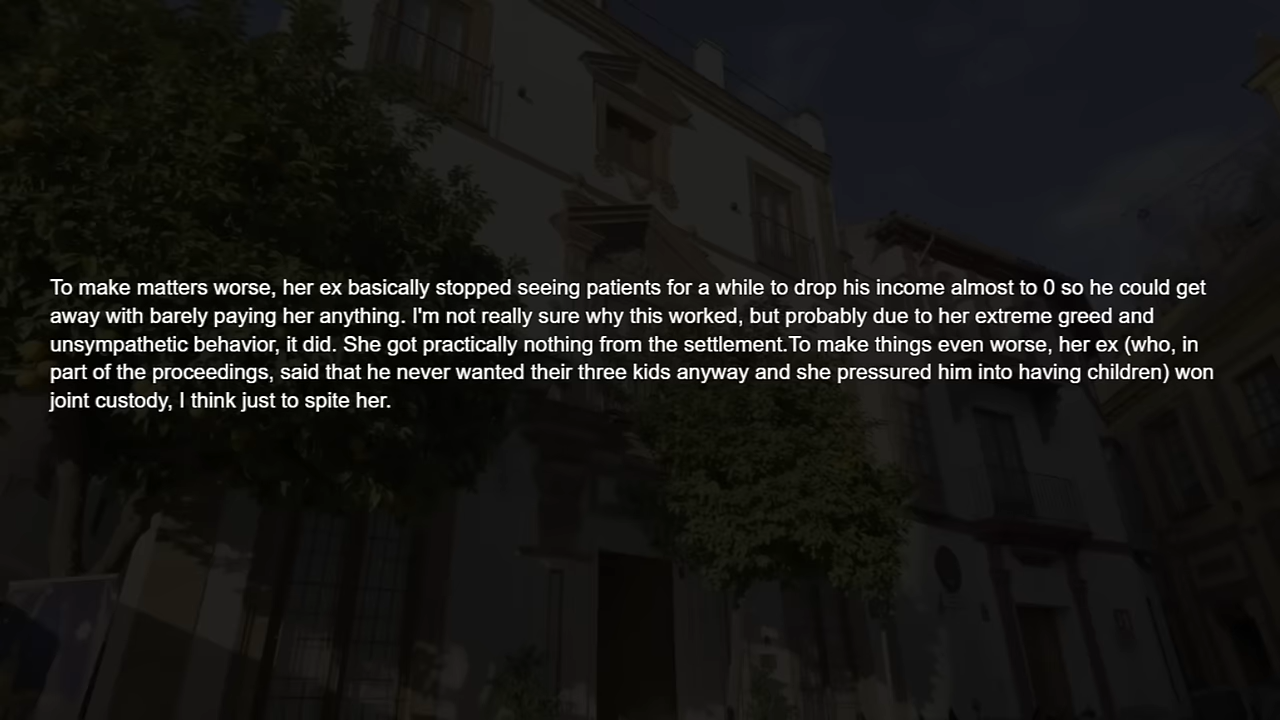 To make matters worse, her ex basically stopped seeing patients for a while to drop his income almost to 0 so he could get
away with barely paying her anything. I'm not really sure why this worked, but probably due to her extreme greed and
unsympathetic behavior, it did. She got practically nothing from the settlement.To make things even worse, her ex (who, in
part of the proceedings, said that he never wanted their three kids anyway and she pressured him into having children) won
joint custody, I think just to spite her.